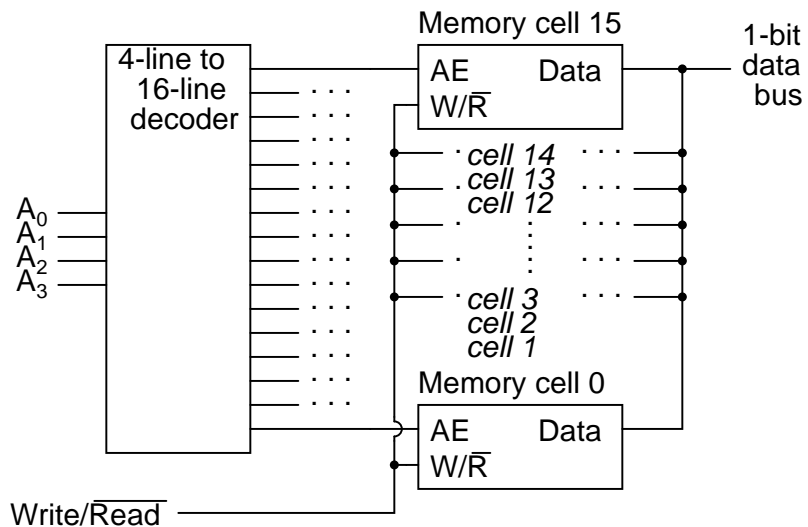 Memory cell 15
1-bit
data
bus
4-line to
16-line
decoder
AE Data
W/R̅
· · ·
· cell 14 · · ·
· cell 13 · · ·
cell 12
· · ·
A₀
A₁
A₂
A₃
· cell 3 · · ·
cell 2
cell 1
Memory cell 0
AE Data
W/R̅
Write/R̅e̅a̅d̅